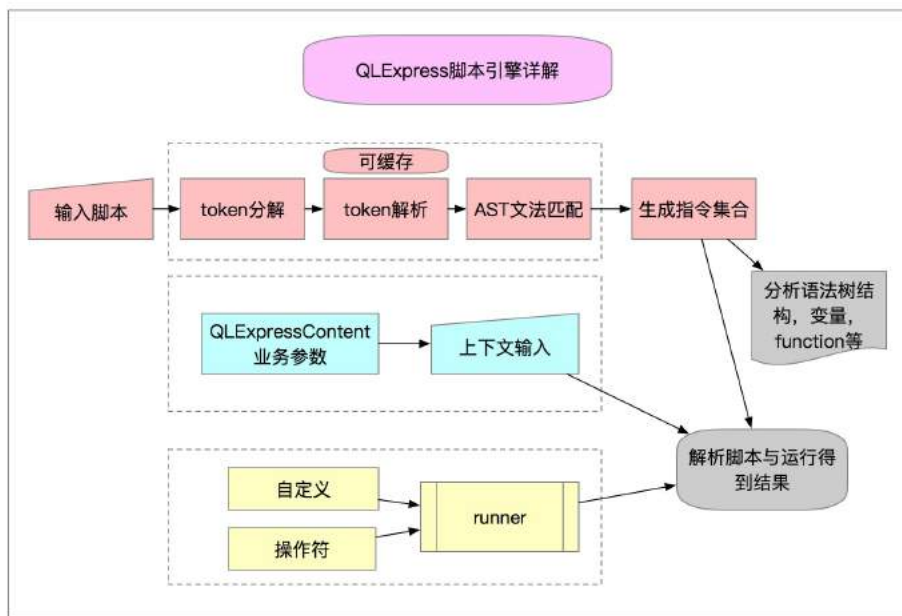 QLExpress脚本引擎详解
可缓存
输入脚本
token分解
token解析
AST文法匹配
生成指令集合
QLExpressContent
业务参数
上下文输入
分析语法树结
构，变量，
function等
自定义
操作符
runner
解析脚本与运行得
到结果